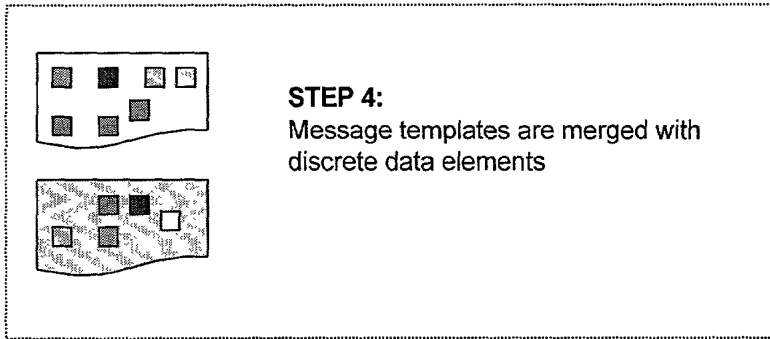 STEP 4:
Message templates are merged with
discrete data elements